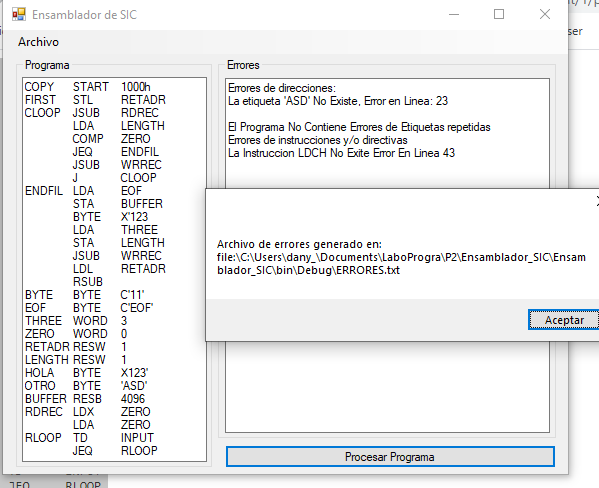 Ensamblador de SIC
Archivo
Programa
COPY START 1000h
FIRST STL RETADR
CLOOP JSUB RDREC
LDA LENGTH
COMP ZERO
JEQ ENDFIL
JSUB WRREC
J CLOOP
ENDFIL LDA EOF
STA BUFFER
BYTE X'123
LDA THREE
STA LENGTH
JSUB WRREC
LDL RETADR
RSUB
BYTE BYTE C'11'
EOF BYTE C'EOF'
THREE WORD 3
ZERO WORD 0
RETADR RESW 1
LENGTH RESW 1
HOLA BYTE X123'
OTRO BYTE 'ASD'
BUFFER RESB 4096
RDREC LDX ZERO
LDA ZERO
RLOOP TD INPUT
JEQ RLOOP
Errores
Errores de direcciones:
La etiqueta 'ASD' No Existe, Error en Linea: 23
El Programa No Contiene Errores de Etiquetas repetidas
Errores de instrucciones y/o directivas
La Instruccion LDCH No Exite Error En Linea 43
Archivo de errores generado en:
file:\C:\Users\dany_\Documents\LaboProgra\P2\Ensamblador_SIC\Ensam
blador_SIC\bin\Debug\ERRORES.txt
Aceptar
Procesar Programa
ser
JEQ RLOOP